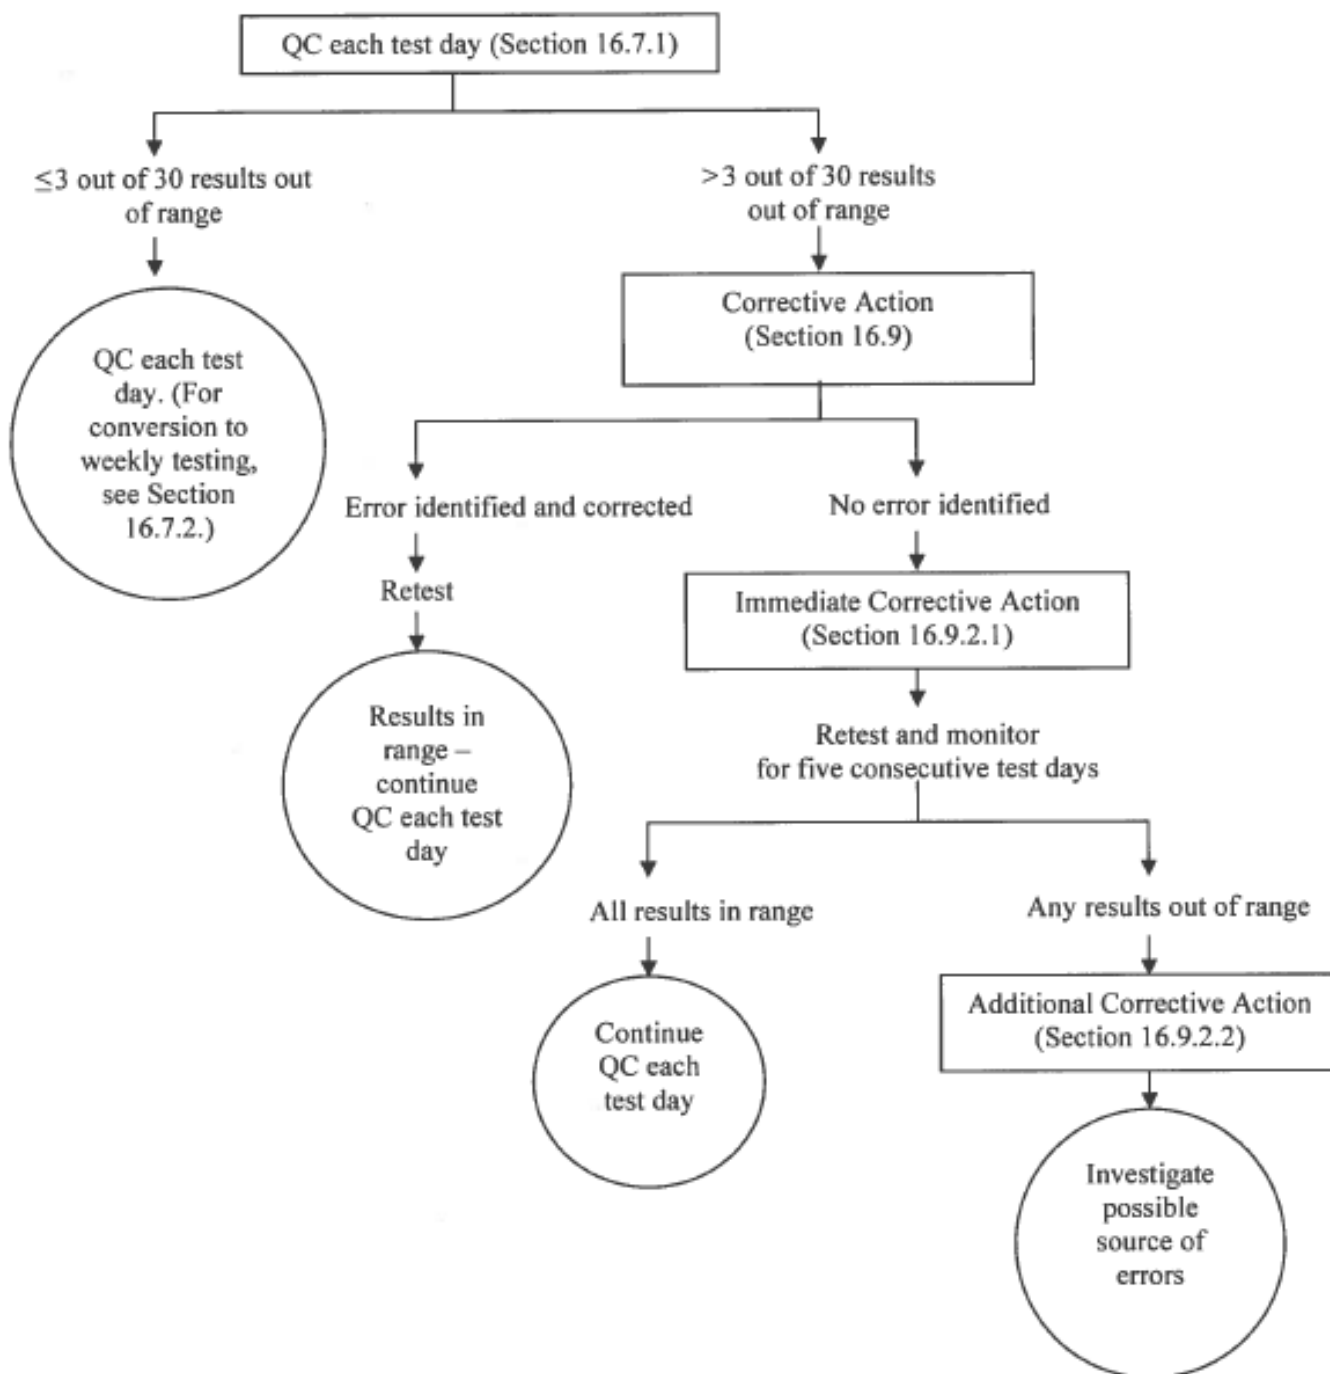 QC each test day (Section 16.7.1)
≤3 out of 30 results out
of range
>3 out of 30 results
out of range
Corrective Action
(Section 16.9)
QC each test
day. (For
conversion to
weekly testing,
see Section
16.7.2.)
Error identified and corrected
No error identified
Retest
Immediate Corrective Action
(Section 16.9.2.1)
Results in
range –
continue
QC each test
day
Retest and monitor
for five consecutive test days
All results in range
Any results out of range
Continue
QC each
test day
Additional Corrective Action
(Section 16.9.2.2)
Investigate
possible
source of
errors